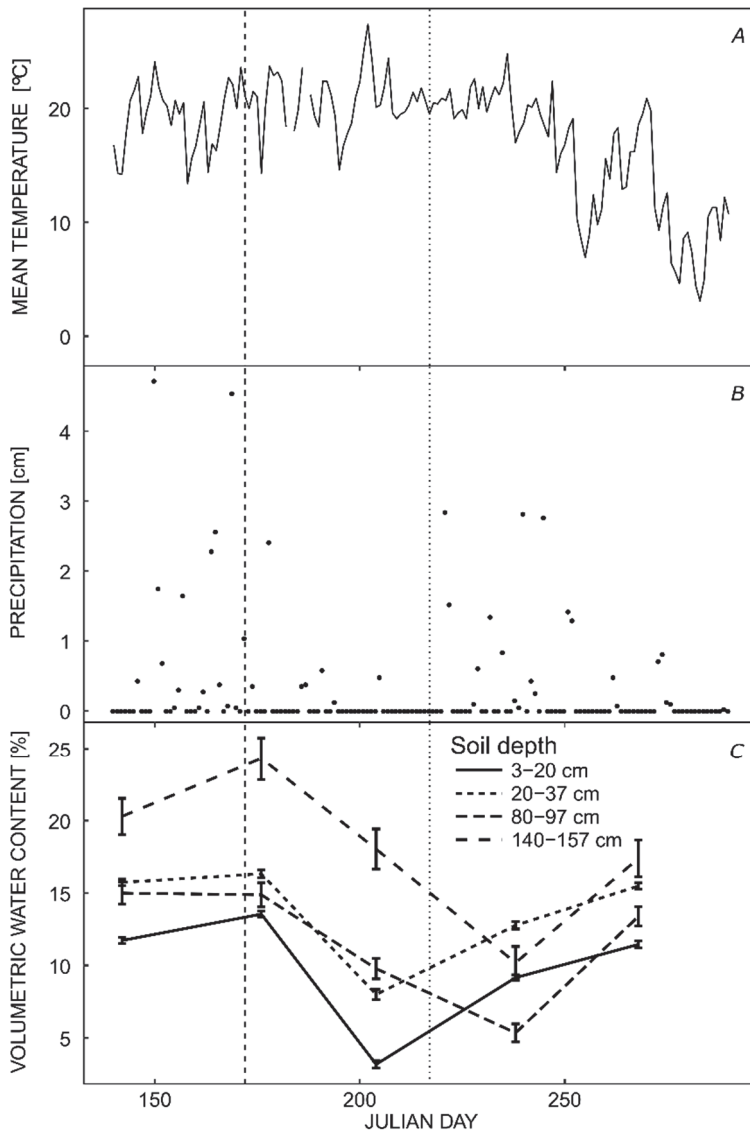 A
MEAN TEMPERATURE [ºC]
20
10
0
B
PRECIPITATION [cm]
4
3
2
1
0
C
VOLUMETRIC WATER CONTENT [%]
25
20
15
10
5
Soil depth
3–20 cm
20–37 cm
80–97 cm
140–157 cm
150
200
250
JULIAN DAY